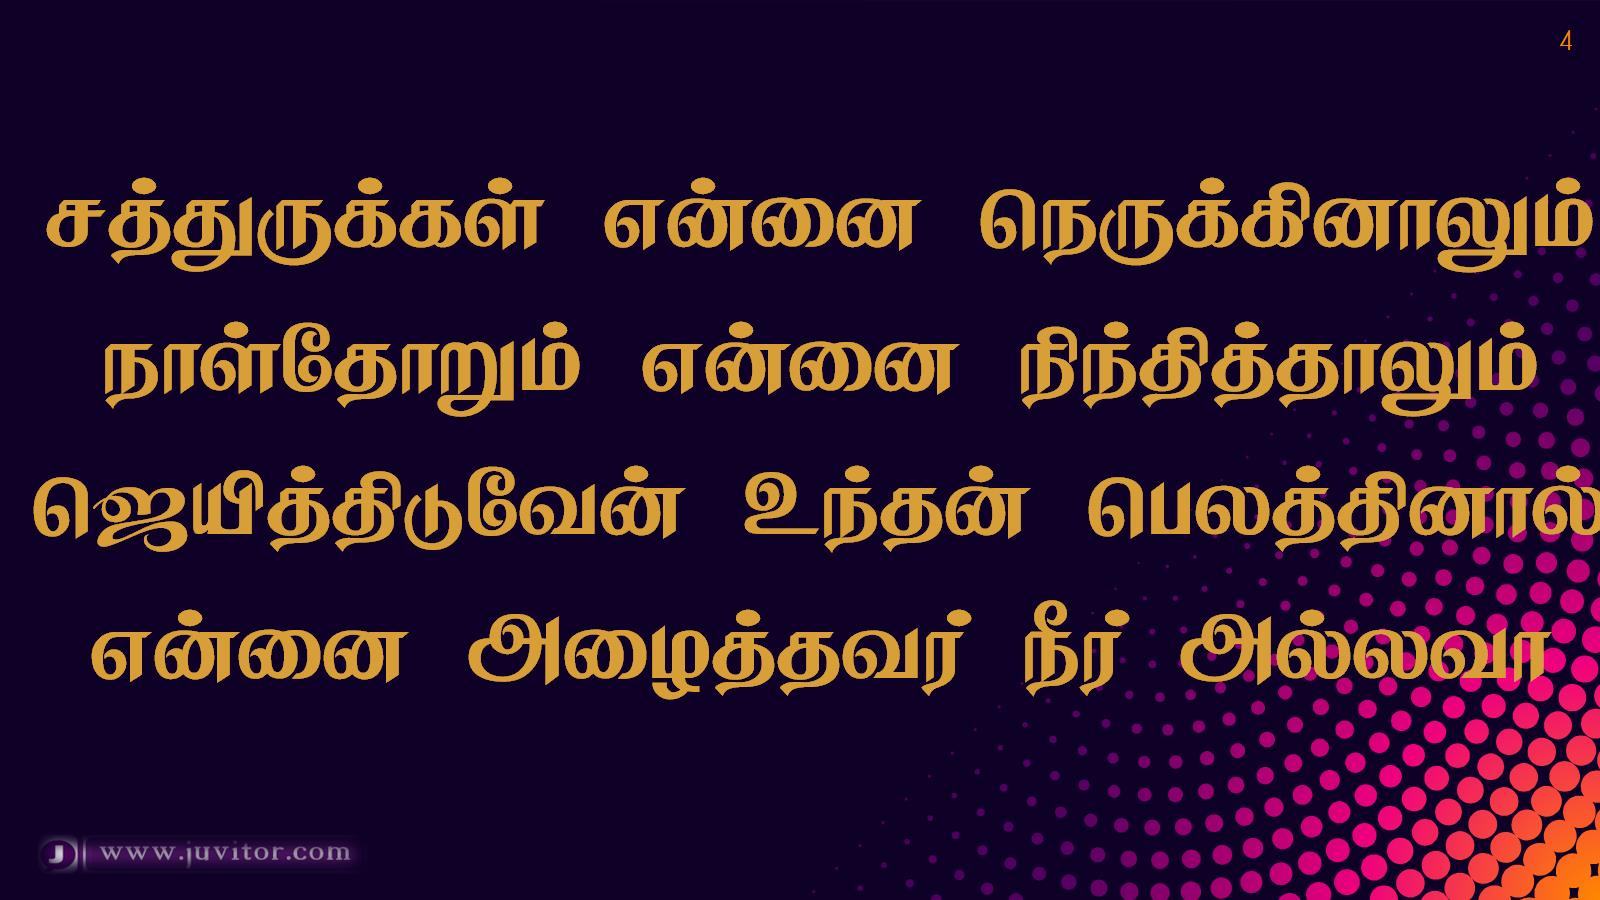 4
சத்துருக்கள் என்னை நெருக்கினாலும்
நாள்தோறும் என்னை நிந்தித்தாலும்
ஜெயித்திடுவேன் உந்தன் பெலத்தினால்
என்னை அழைத்தவர் நீர் அல்லவா
J www.juvitor.com